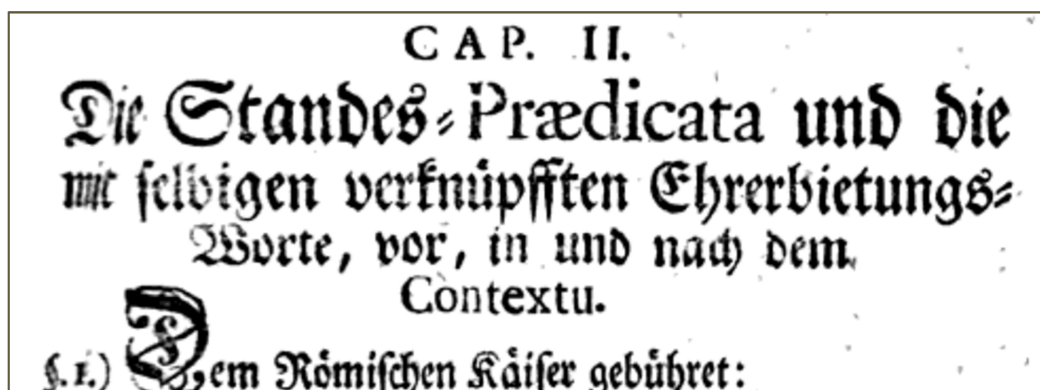 CAP. II.
Die Standes-Prædicata und die
mit selbigen verknüpfften Ehrerbietungs-
Worte, vor, in und nach dem
Contextu.
§. 1.) Dem Römischen Käiser gebühret: